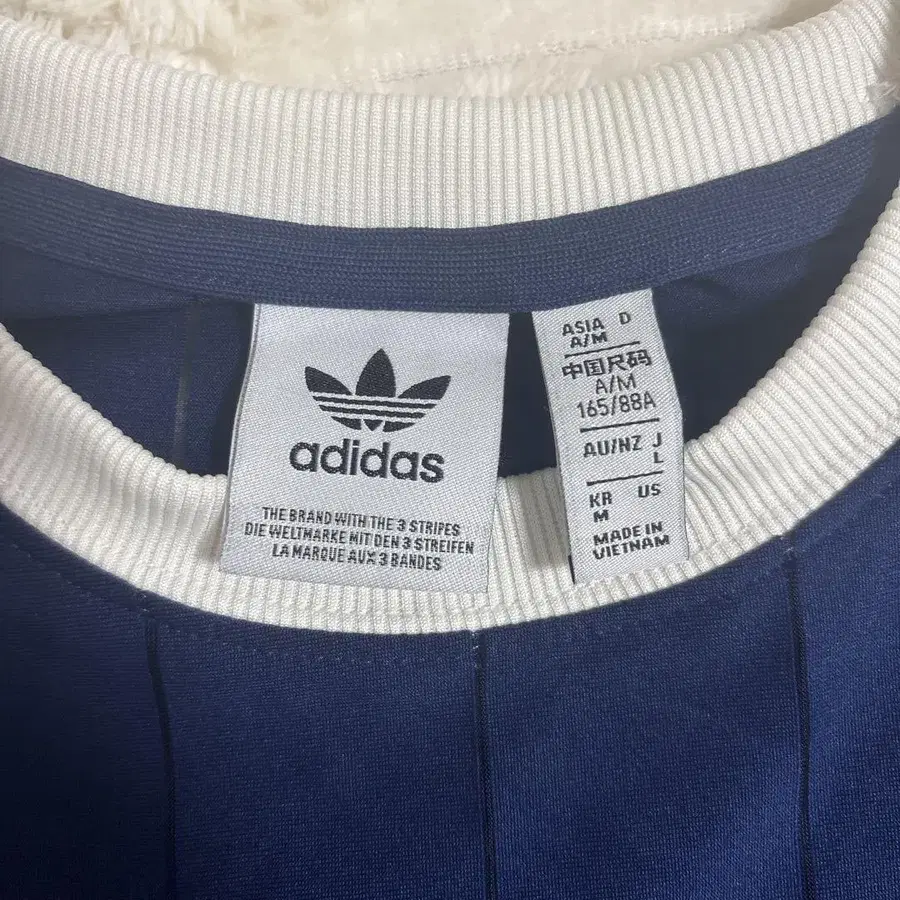 adidas
THE BRAND WITH THE 3 STRIPES
DIE WELTMARKE MIT DEN 3 STREIFEN
LA MARQUE AUX 3 BANDES
ASIA D
A/M
中国尺码
A/M
165/88A
AU/NZ J
L
KR US
M
MADE IN
VIETNAM